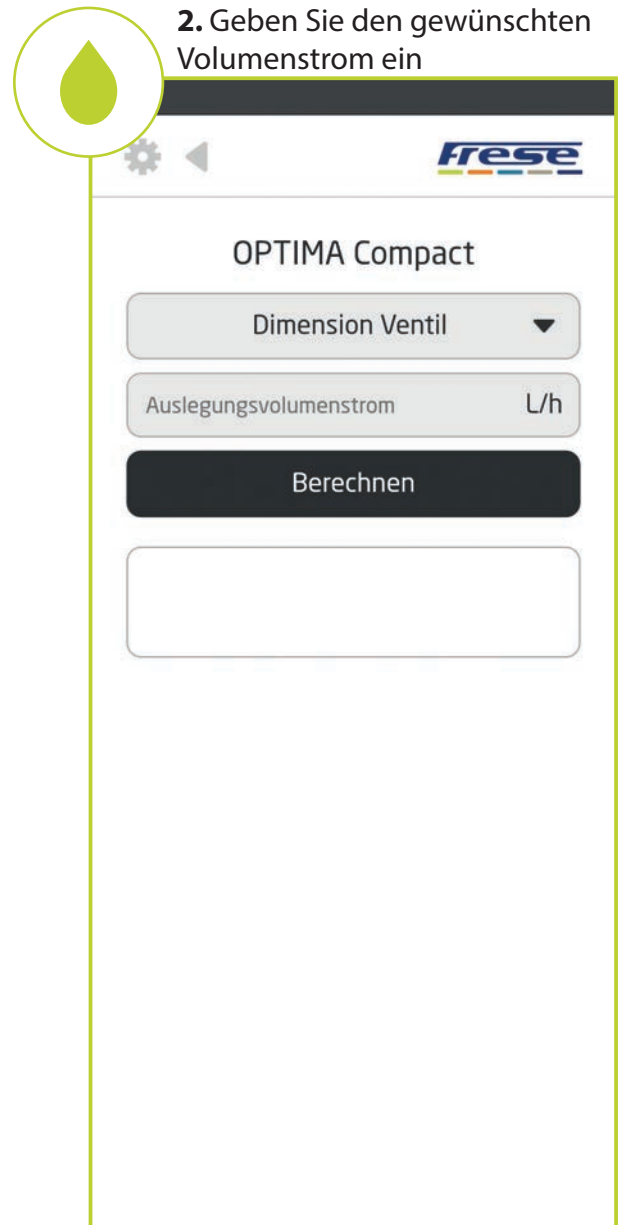 2. Geben Sie den gewünschten
Volumenstrom ein
Frese
OPTIMA Compact
Dimension Ventil
Auslegungsvolumenstrom L/h
Berechnen